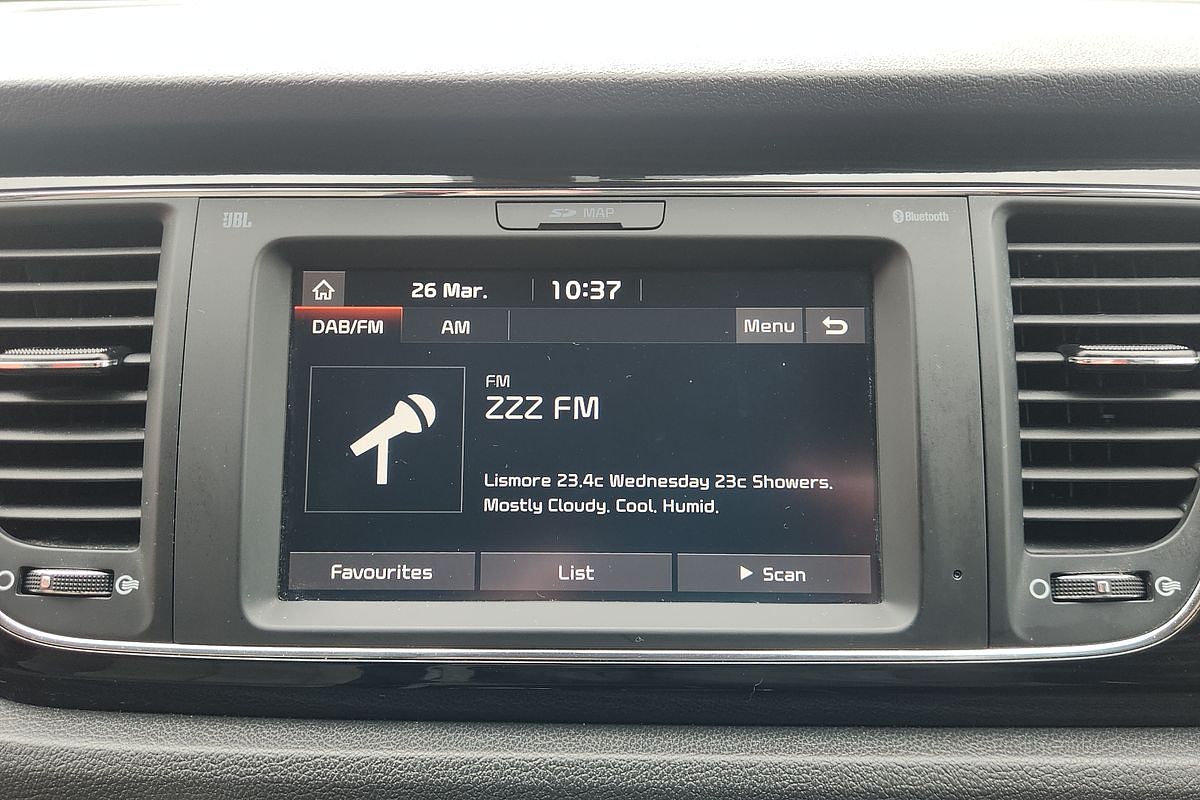 JBL
SD MAP
Bluetooth
26 Mar.
10:37
DAB/FM
AM
Menu
FM
ZZZ FM
Lismore 23.4c Wednesday 23c Showers.
Mostly Cloudy. Cool. Humid.
Favourites
List
Scan